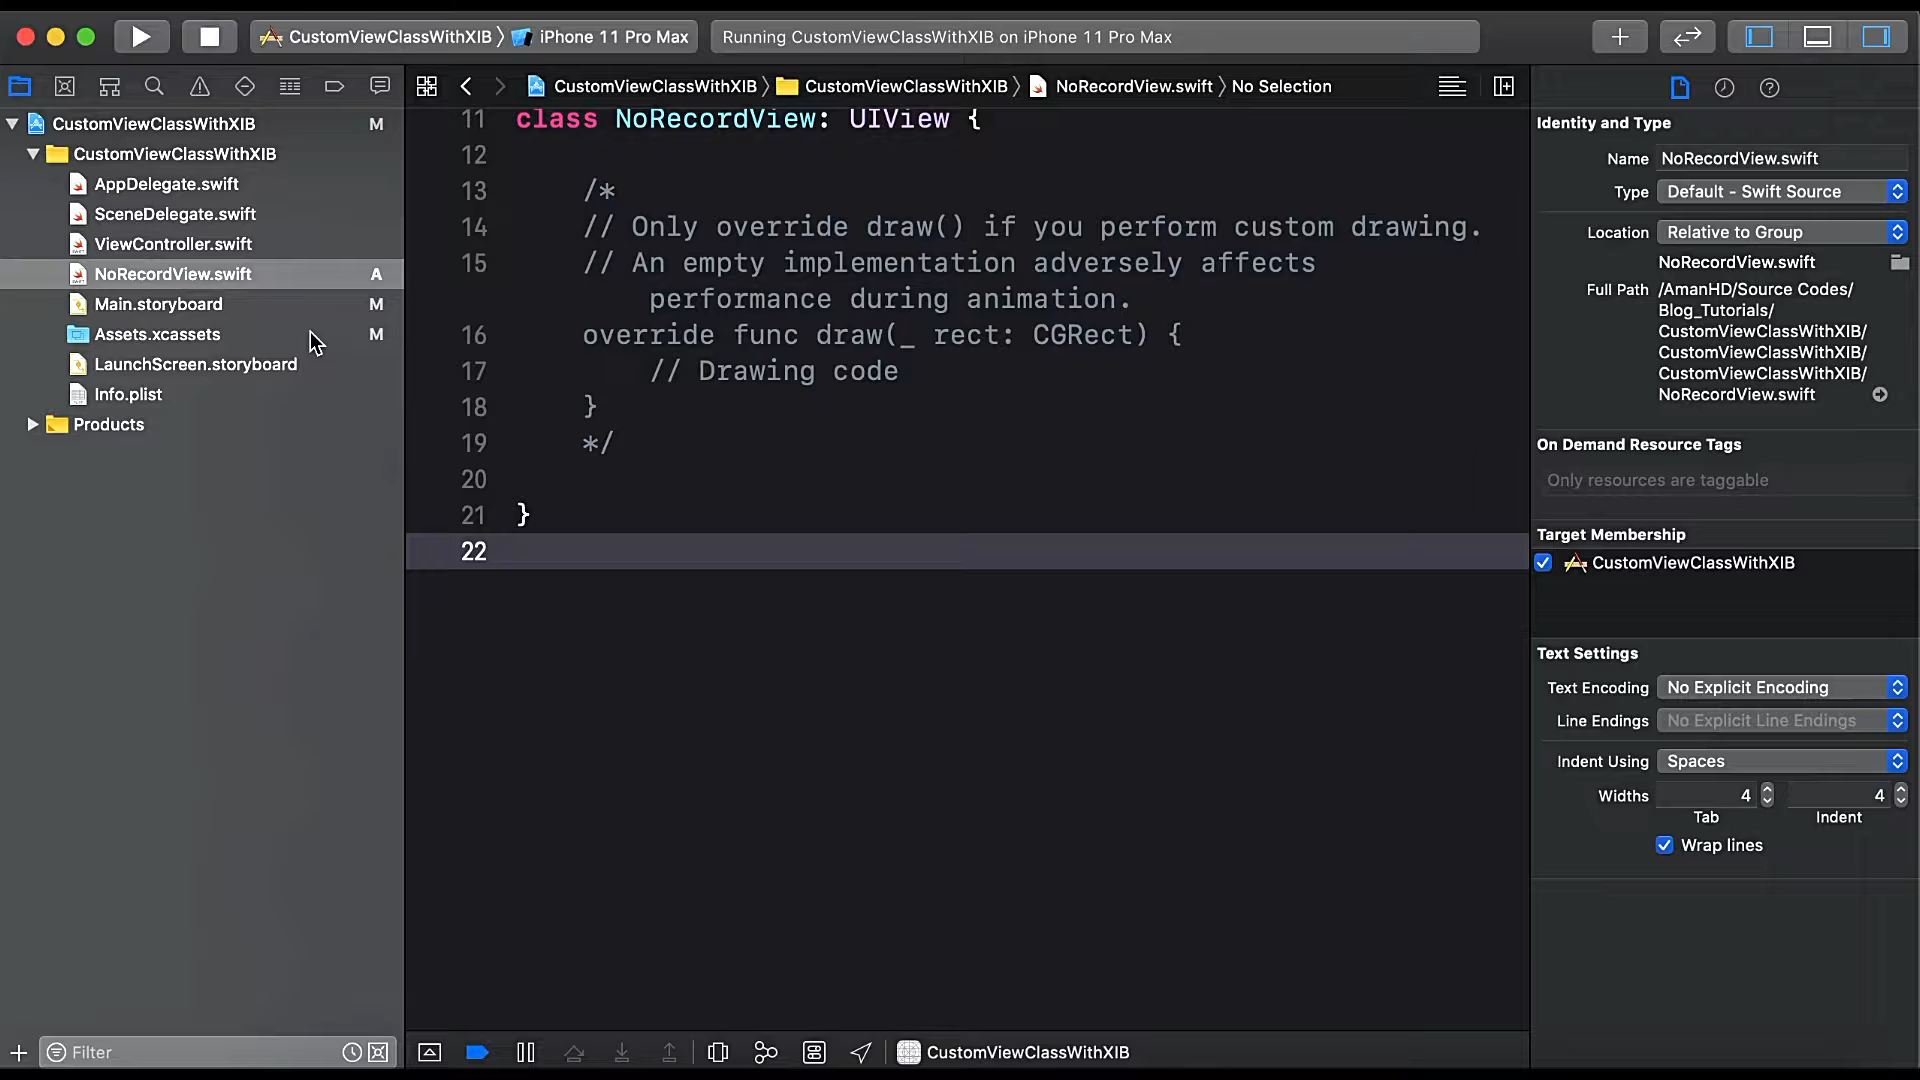 CustomViewClassWithXIB
iPhone 11 Pro Max
Running CustomViewClassWithXIB on iPhone 11 Pro Max
CustomViewClassWithXIB
CustomViewClassWithXIB
NoRecordView.swift
No Selection
CustomViewClassWithXIB M
CustomViewClassWithXIB
AppDelegate.swift
SceneDelegate.swift
ViewController.swift
NoRecordView.swift A
Main.storyboard M
Assets.xcassets M
LaunchScreen.storyboard
Info.plist
Products
Filter
11 class NoRecordView: UIView {
12
13 /*
14 // Only override draw() if you perform custom drawing.
15 // An empty implementation adversely affects
performance during animation.
16 override func draw(_ rect: CGRect) {
17 // Drawing code
18 }
19 */
20
21 }
22
CustomViewClassWithXIB
Identity and Type
Name NoRecordView.swift
Type Default - Swift Source
Location Relative to Group
NoRecordView.swift
Full Path /AmanHD/Source Codes/
Blog_Tutorials/
CustomViewClassWithXIB/
CustomViewClassWithXIB/
CustomViewClassWithXIB/
NoRecordView.swift
On Demand Resource Tags
Only resources are taggable
Target Membership
CustomViewClassWithXIB
Text Settings
Text Encoding No Explicit Encoding
Line Endings No Explicit Line Endings
Indent Using Spaces
Widths 4 4
Tab Indent
Wrap lines